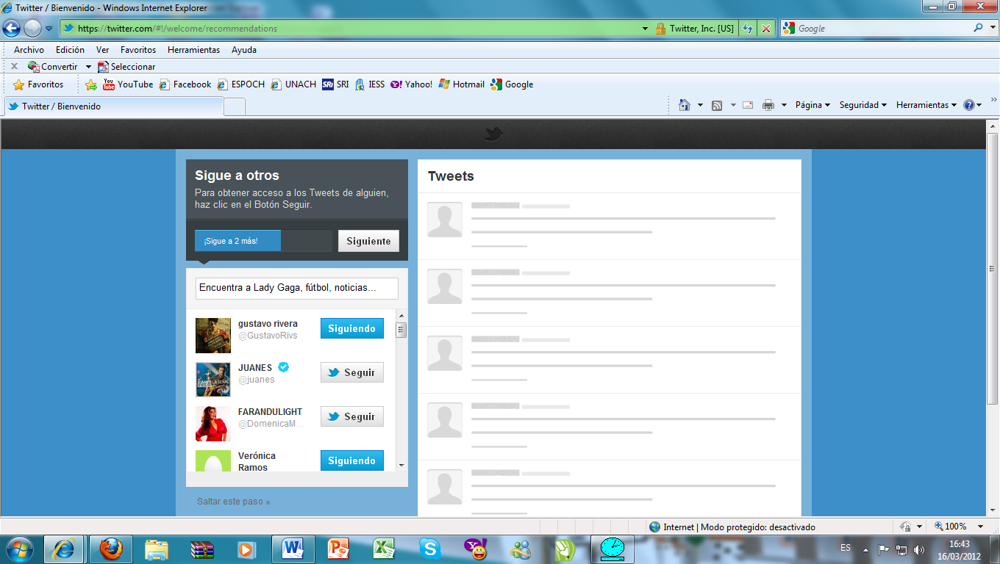 Twitter / Bienvenido - Windows Internet Explorer
https://twitter.com/#!/welcome/recommendations
Twitter, Inc. [US]
Google
Archivo Edición Ver Favoritos Herramientas Ayuda
Convertir Seleccionar
Favoritos YouTube Facebook ESPOCH UNACH SRi SRI IESS Yahoo! Hotmail Google
Twitter / Bienvenido
Página Seguridad Herramientas
Sigue a otros
Para obtener acceso a los Tweets de alguien,
haz clic en el Botón Seguir.
¡Sigue a 2 más!
Siguiente
Encuentra a Lady Gaga, fútbol, noticias...
gustavo rivera
@GustavoRivs
Siguiendo
JUANES
@juanes
Seguir
FARANDULIGHT
@DomenicaM...
Seguir
Verónica
Ramos
Siguiendo
Saltar este paso »
Tweets
Internet | Modo protegido: desactivado
100%
ES
16:43
16/03/2012